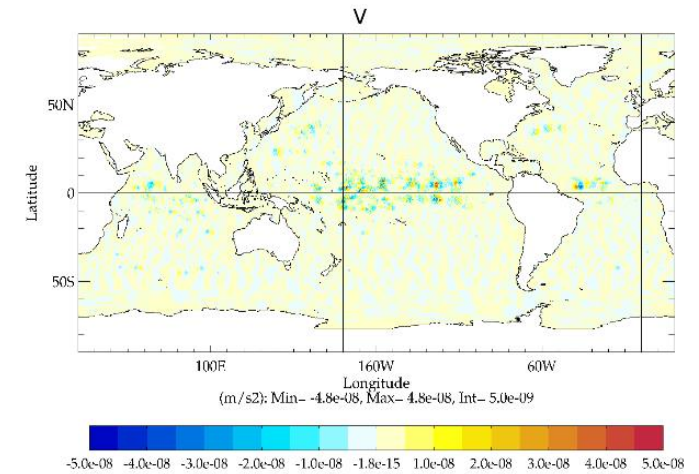 V
50N
Latitude
0
50S
100E 160W 60W
Longitude
(m/s2): Min= -4.8e-08, Max= 4.8e-08, Int= 5.0e-09
-5.0e-08 -4.0e-08 -3.0e-08 -2.0e-08 -1.0e-08 -1.8e-15 1.0e-08 2.0e-08 3.0e-08 4.0e-08 5.0e-08